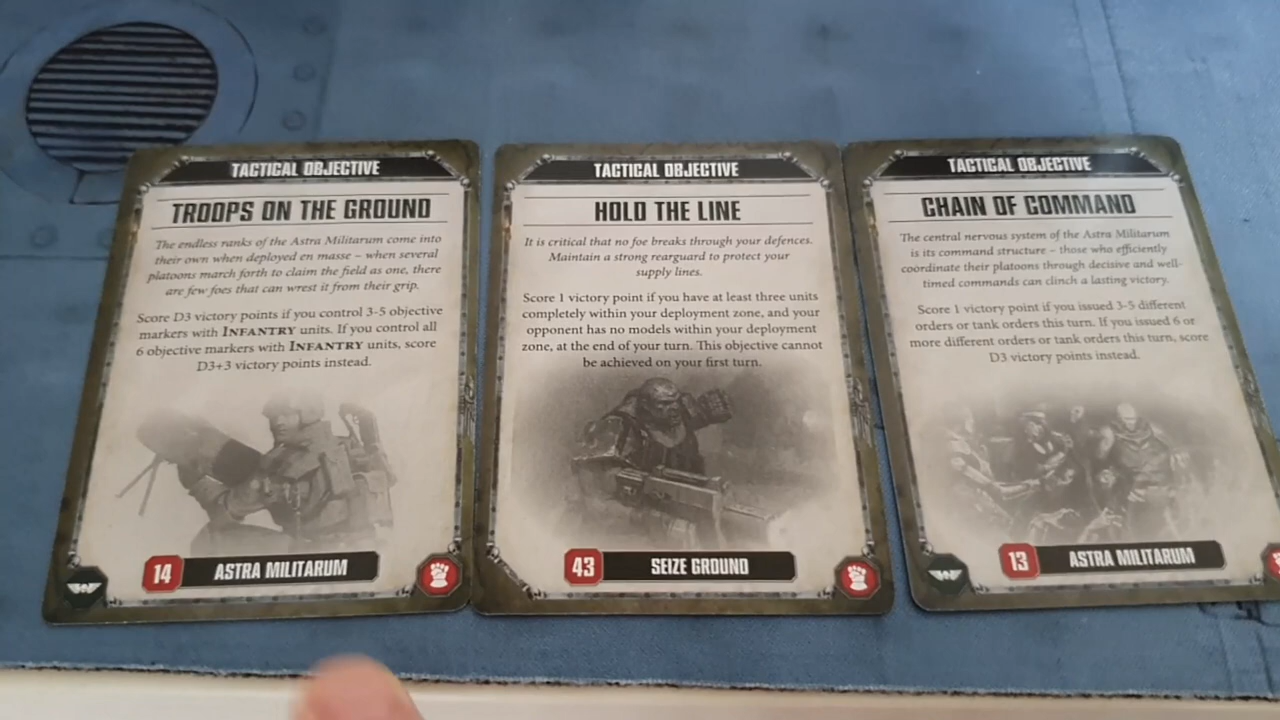 TACTICAL OBJECTIVE
TROOPS ON THE GROUND
The endless ranks of the Astra Militarum come into
their own when deployed en masse – when several
platoons march forth to claim the field as one, there
are few foes that can wrest it from their grip.
Score D3 victory points if you control 3-5 objective
markers with INFANTRY units. If you control all
6 objective markers with INFANTRY units, score
D3+3 victory points instead.
14
ASTRA MILITARUM
TACTICAL OBJECTIVE
HOLD THE LINE
It is critical that no foe breaks through your defences.
Maintain a strong rearguard to protect your
supply lines.
Score 1 victory point if you have at least three units
completely within your deployment zone, and your
opponent has no models within your deployment
zone, at the end of your turn. This objective cannot
be achieved on your first turn.
43
SEIZE GROUND
TACTICAL OBJECTIVE
CHAIN OF COMMAND
The central nervous system of the Astra Militarum
is its command structure – those who efficiently
coordinate their platoons through decisive and well-
timed commands can clinch a lasting victory.
Score 1 victory point if you issued 3-5 different
orders or tank orders this turn. If you issued 6 or
more different orders or tank orders this turn, score
D3 victory points instead.
13
ASTRA MILITARUM